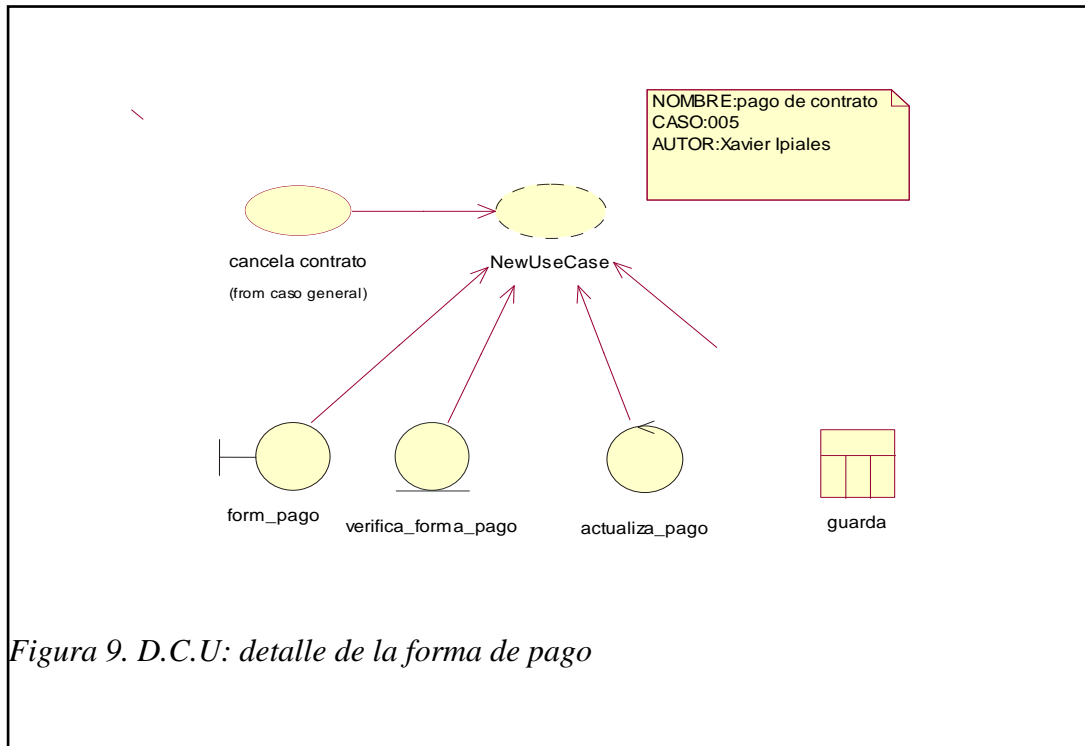 NOMBRE:pago de contrato
CASO:005
AUTOR:Xavier Ipiales
cancela contrato
(from caso general)
NewUseCase
form_pago
verifica_forma_pago
actualiza_pago
guarda
Figura 9. D.C.U: detalle de la forma de pago